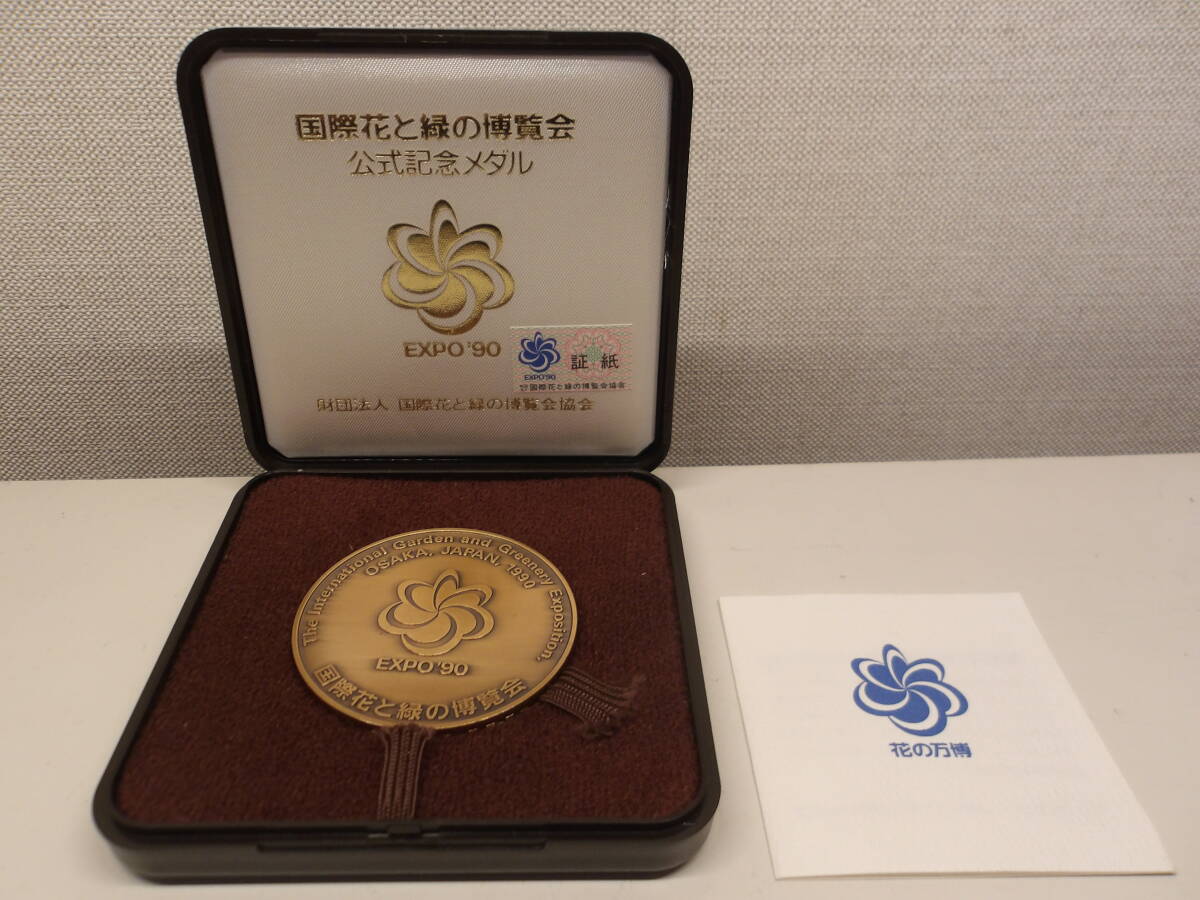 国際花と緑の博覧会
公式記念メダル
EXPO '90
EXPO'90
証紙
国際花と緑の博覧会協会
財団法人 国際花と緑の博覧会協会
The International Garden and Greenery Exposition,
OSAKA, JAPAN, 1990
EXPO '90
国際花と緑の博覧会
花の万博